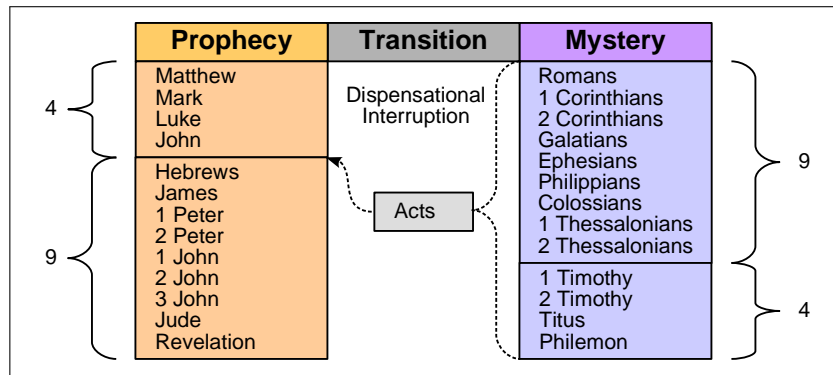 Prophecy
Transition
Mystery
4
Matthew
Mark
Luke
John
9
Hebrews
James
1 Peter
2 Peter
1 John
2 John
3 John
Jude
Revelation
Dispensational
Interruption
Acts
Romans
1 Corinthians
2 Corinthians
Galatians
Ephesians
Philippians
Colossians
1 Thessalonians
2 Thessalonians
9
1 Timothy
2 Timothy
Titus
Philemon
4